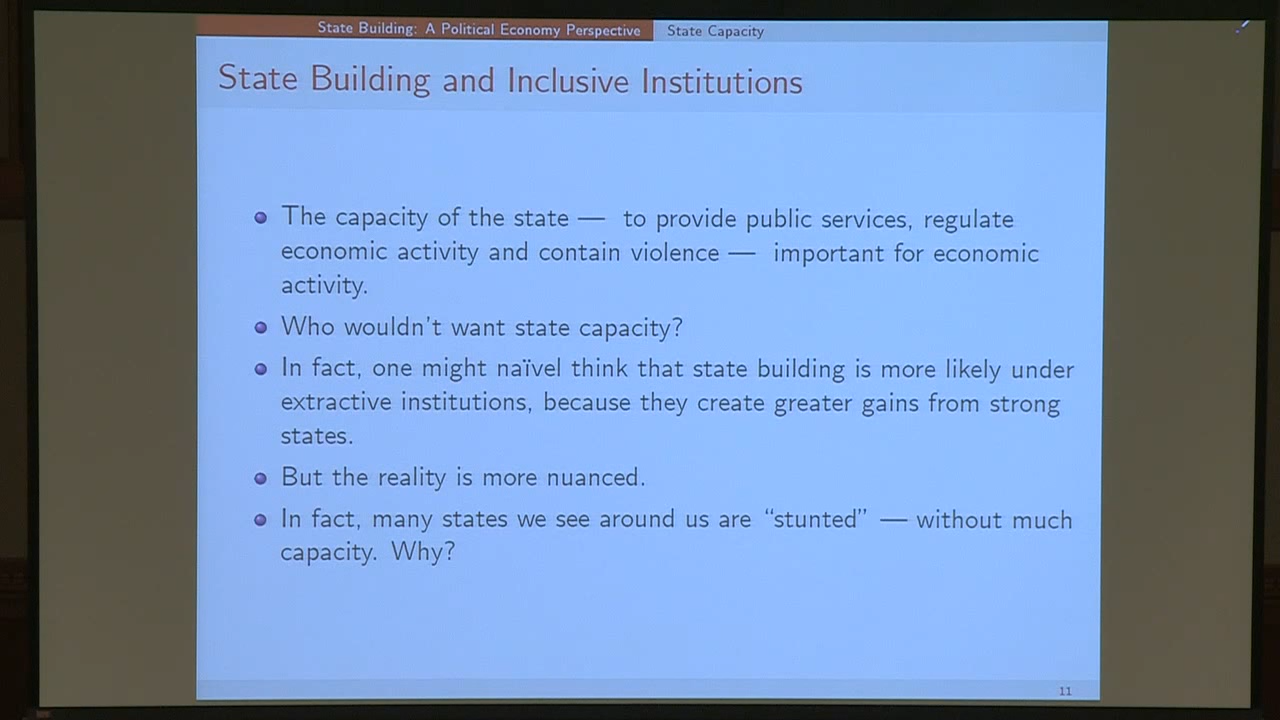 State Building: A Political Economy Perspective State Capacity
State Building and Inclusive Institutions
The capacity of the state — to provide public services, regulate
economic activity and contain violence — important for economic
activity.
Who wouldn't want state capacity?
In fact, one might naïvel think that state building is more likely under
extractive institutions, because they create greater gains from strong
states.
But the reality is more nuanced.
In fact, many states we see around us are “stunted” — without much
capacity. Why?
11